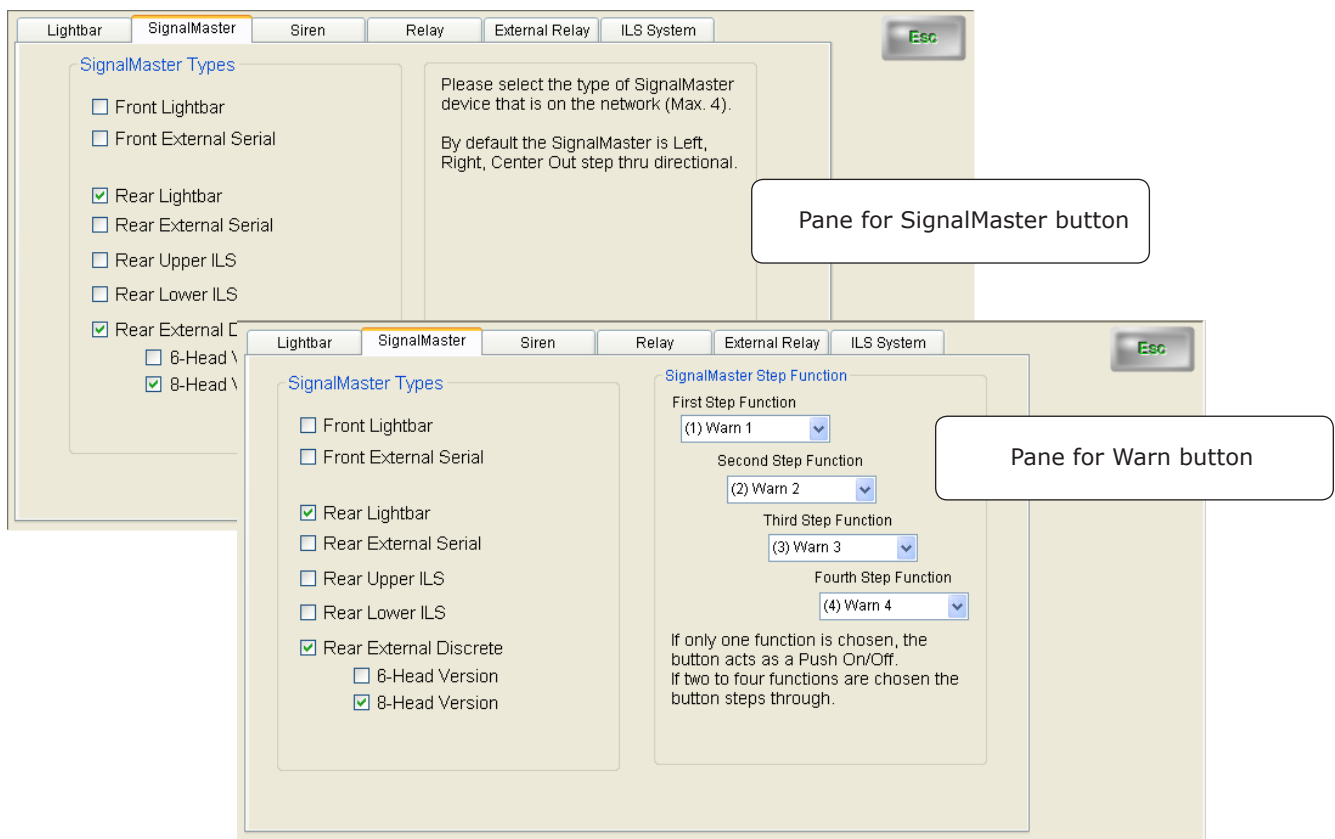 Lightbar SignalMaster Siren Relay External Relay ILS System
Esc
SignalMaster Types
Front Lightbar
Front External Serial
Rear Lightbar
Rear External Serial
Rear Upper ILS
Rear Lower ILS
Rear External
6-Head
8-Head
Please select the type of SignalMaster
device that is on the network (Max. 4).
By default the SignalMaster is Left,
Right, Center Out step thru directional.
Pane for SignalMaster button
Lightbar SignalMaster Siren Relay External Relay ILS System
Esc
SignalMaster Types
Front Lightbar
Front External Serial
Rear Lightbar
Rear External Serial
Rear Upper ILS
Rear Lower ILS
Rear External Discrete
6-Head Version
8-Head Version
SignalMaster Step Function
First Step Function
(1) Warn 1
Second Step Function
(2) Warn 2
Third Step Function
(3) Warn 3
Fourth Step Function
(4) Warn 4
If only one function is chosen, the
button acts as a Push On/Off.
If two to four functions are chosen the
button steps through.
Pane for Warn button